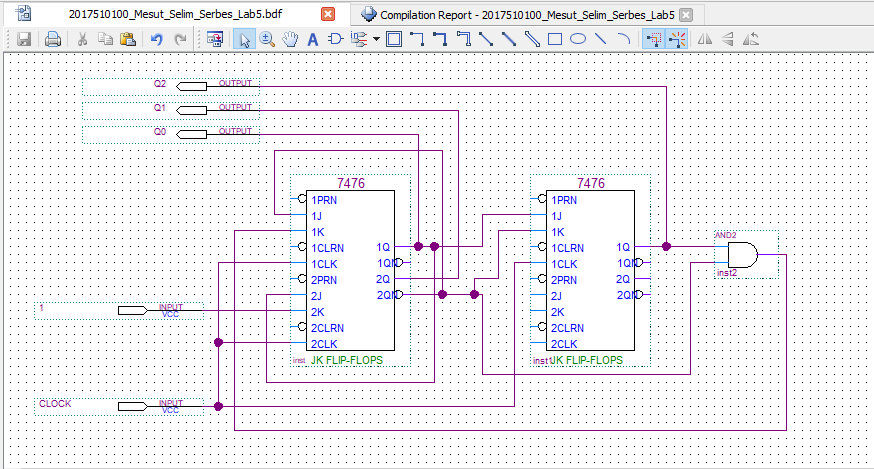 2017510100_Mesut_Selim_Serbes_Lab5.bdf
Compilation Report - 2017510100_Mesut_Selim_Serbes_Lab5
A
Q2 OUTPUT
Q1 OUTPUT
Q0 OUTPUT
7476
1PRN
1J
1K
1CLRN
1CLK
2PRN
2J
2K
2CLRN
2CLK
1Q
1QN
2Q
2QN
inst JK FLIP-FLOPS
7476
1PRN
1J
1K
1CLRN
1CLK
2PRN
2J
2K
2CLRN
2CLK
1Q
1QN
2Q
2QN
inst1 JK FLIP-FLOPS
AND2
inst2
1 INPUT
VCC
CLOCK INPUT
VCC